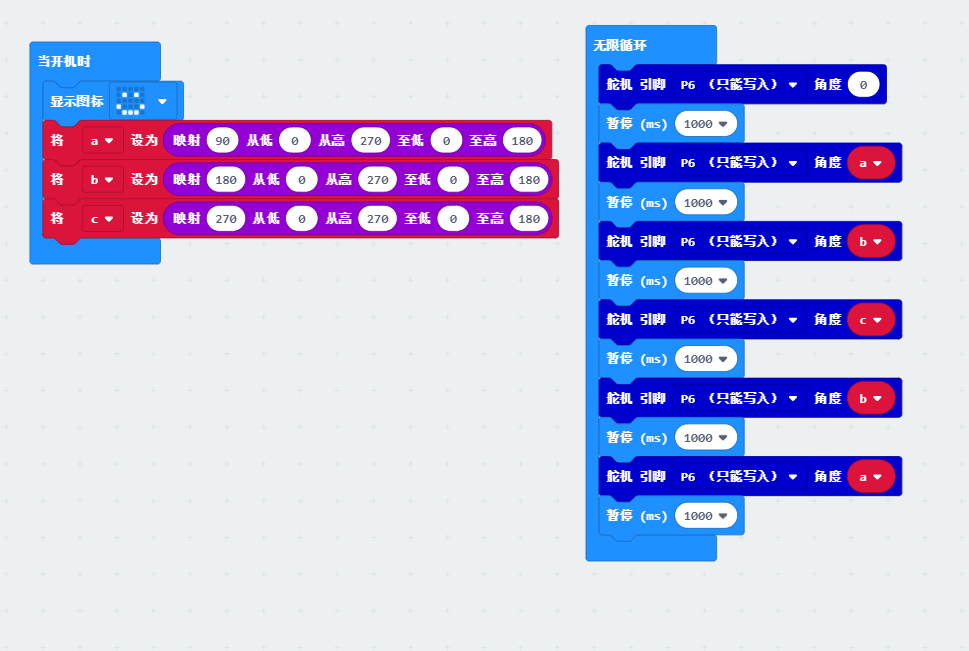 当开机时
显示图标
将 a 设为 映射 90 从低 0 从高 270 至低 0 至高 180
将 b 设为 映射 180 从低 0 从高 270 至低 0 至高 180
将 c 设为 映射 270 从低 0 从高 270 至低 0 至高 180
无限循环
舵机 引脚 P6 (只能写入) 角度 0
暂停 (ms) 1000
舵机 引脚 P6 (只能写入) 角度 a
暂停 (ms) 1000
舵机 引脚 P6 (只能写入) 角度 b
暂停 (ms) 1000
舵机 引脚 P6 (只能写入) 角度 c
暂停 (ms) 1000
舵机 引脚 P6 (只能写入) 角度 b
暂停 (ms) 1000
舵机 引脚 P6 (只能写入) 角度 a
暂停 (ms) 1000